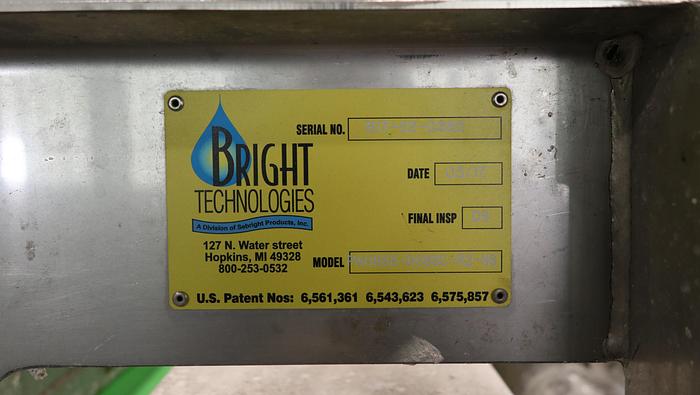 SERIAL NO.
BRIGHT
TECHNOLOGIES
A Division of Sebright Products, Inc.
DATE
FINAL INSP
127 N. Water street
Hopkins, MI 49328
800-253-0532
MODEL
U.S. Patent Nos: 6,561,361 6,543,623 6,575,857